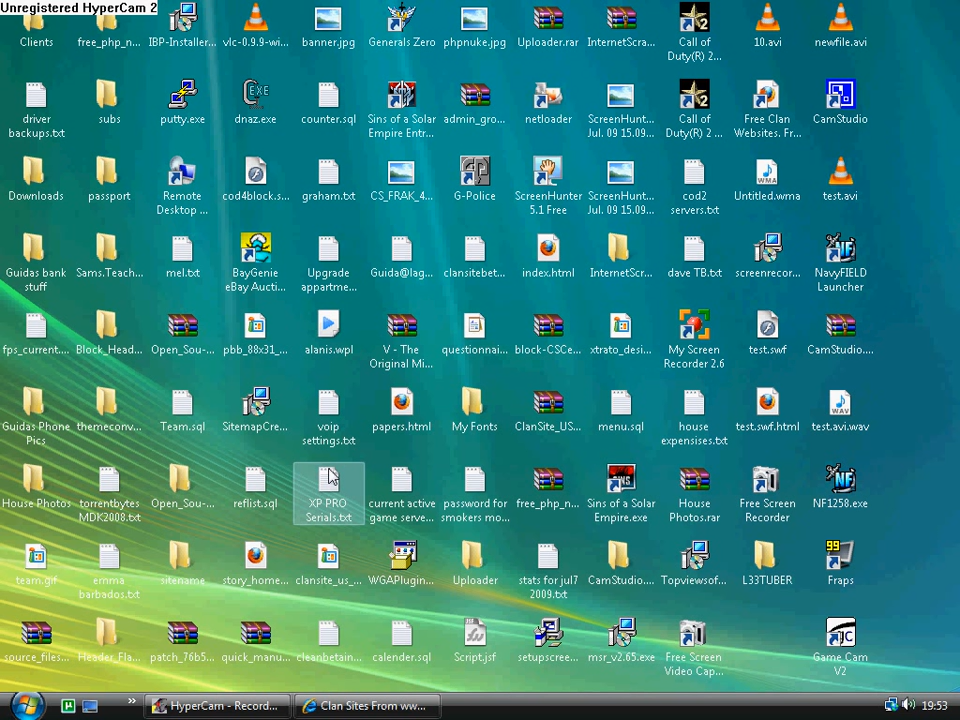 Unregistered HyperCam 2
Clients
free_php_n...
IBP-Installer...
vlc-0.9.9-wi...
banner.jpg
Generals Zero
phpnuke.jpg
Uploader.rar
InternetScra...
Call of
Duty(R) 2...
10.avi
newfile.avi
driver
backups.txt
subs
putty.exe
dnaz.exe
counter.sql
Sins of a Solar
Empire Entr...
admin_gro...
netloader
ScreenHunt...
Jul. 09 15.09...
Call of
Duty(R) 2 ...
Free Clan
Websites. Fr...
CamStudio
Downloads
passport
Remote
Desktop ...
cod4block.s...
graham.txt
CS_FRAK_4...
G-Police
ScreenHunter
5.1 Free
ScreenHunt...
Jul. 09 15.09...
cod2
servers.txt
Untitled.wma
test.avi
Guidas bank
stuff
Sams.Teach...
mel.txt
BayGenie
eBay Aucti...
Upgrade
appartme...
Guida@lag...
clansitebet...
index.html
InternetScr...
dave TB.txt
screenrecor...
NavyFIELD
Launcher
fps_current....
Block_Head...
Open_Sou-...
pbb_88x31_...
alanis.wpl
V - The
Original Mi...
questionnai...
block-CSCe...
xtrato_desi...
My Screen
Recorder 2.6
test.swf
CamStudio....
Guidas Phone
Pics
themeconv...
Team.sql
SitemapCre...
voip
settings.txt
papers.html
My Fonts
ClanSite_US...
menu.sql
house
expensises.txt
test.swf.html
test.avi.wav
House Photos
torrentbytes
MDK2008.txt
Open_Sou-...
reflist.sql
XP PRO
Serials.txt
current active
game serve...
password for
smokers mo...
free_php_n...
Sins of a Solar
Empire.exe
House
Photos.rar
Free Screen
Recorder
NF1258.exe
team.gif
emma
barbados.txt
sitename
story_home...
clansite_us_...
WGAPlugin...
Uploader
stats for jul7
2009.txt
CamStudio....
Topviewsof...
L33TUBER
99
Fraps
source_files...
Header_Fla...
patch_76b5...
quick_manu...
cleanbetain...
calender.sql
Script.jsf
setupscree...
msr_v2.65.exe
Free Screen
Video Cap...
Game Cam
V2
HyperCam - Record...
Clan Sites From ww...
19:53